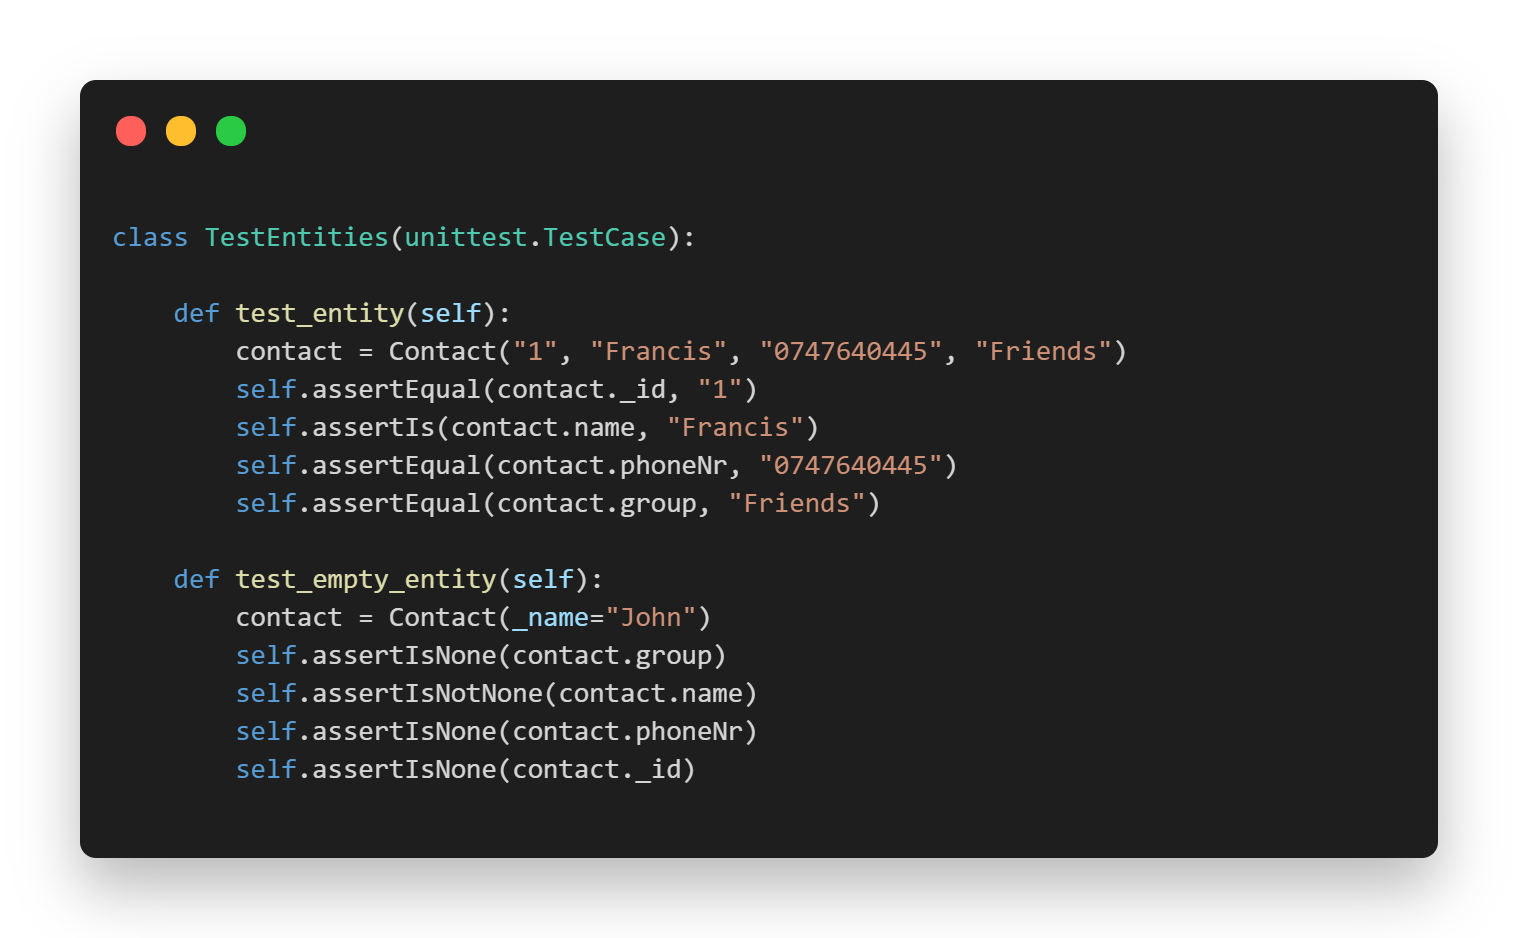 class TestEntities(unittest.TestCase):
    def test_entity(self):
        contact = Contact("1", "Francis", "0747640445", "Friends")
        self.assertEqual(contact._id, "1")
        self.assertIs(contact.name, "Francis")
        self.assertEqual(contact.phoneNr, "0747640445")
        self.assertEqual(contact.group, "Friends")
    def test_empty_entity(self):
        contact = Contact(_name="John")
        self.assertIsNone(contact.group)
        self.assertIsNotNone(contact.name)
        self.assertIsNone(contact.phoneNr)
        self.assertIsNone(contact._id)